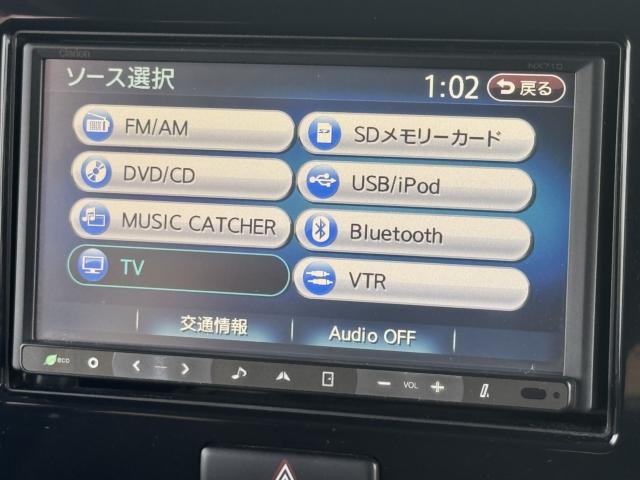 Clarion
NX710
ソース選択
1:02
戻る
FM/AM
SDメモリーカード
DVD/CD
USB/iPod
MUSIC CATCHER
Bluetooth
TV
VTR
交通情報
Audio OFF
eco
VOL